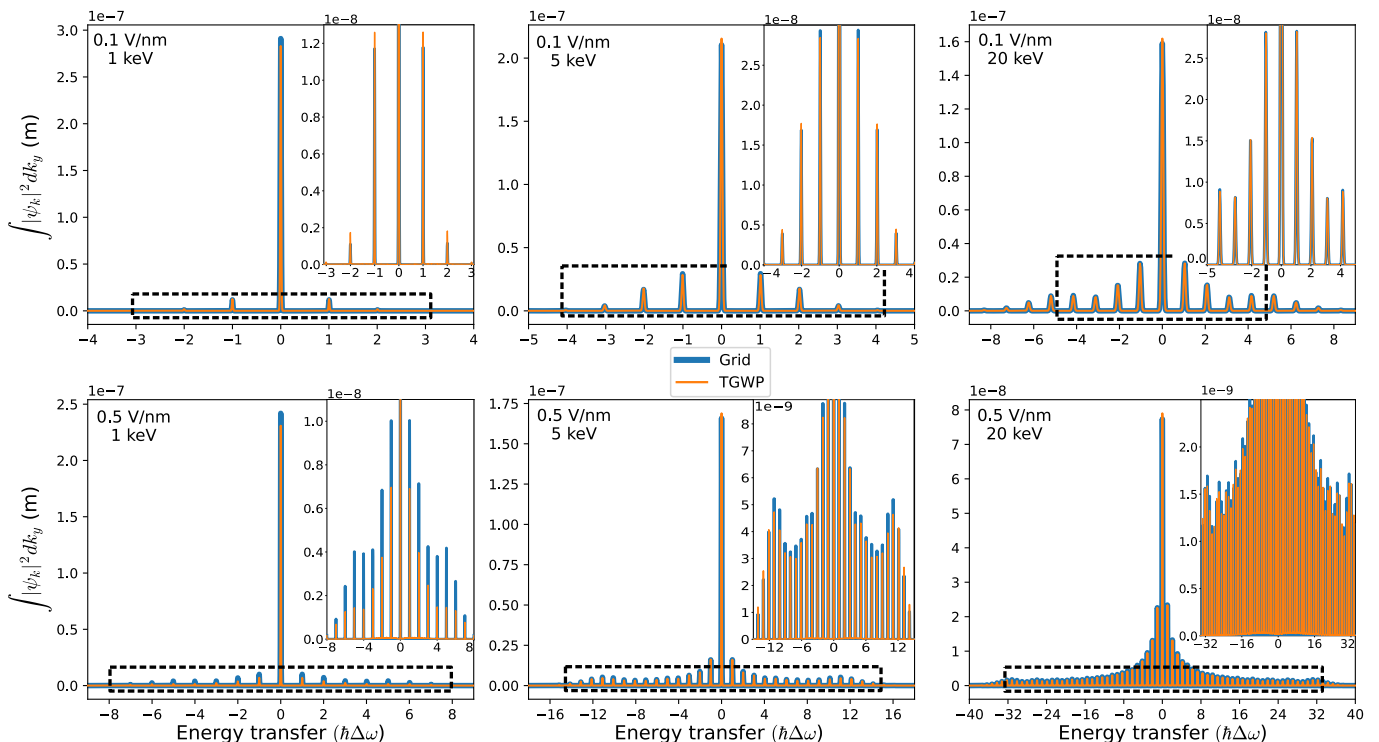 1e-7
0.1 V/nm
1 keV
1e-8
∫|ψ_k|² dk_y (m)
3.0
2.5
2.0
1.5
1.0
0.5
0.0
1.2
1.0
0.8
0.6
0.4
0.2
0.0
−3 −2 −1 0 1 2 3
−4 −3 −2 −1 0 1 2 3 4
1e-7
0.1 V/nm
5 keV
1e-8
2.0
1.5
1.0
0.5
0.0
3.0
2.5
2.0
1.5
1.0
0.5
0.0
−4 −2 0 2 4
−5 −4 −3 −2 −1 0 1 2 3 4 5
1e-7
0.1 V/nm
20 keV
1e-8
1.6
1.4
1.2
1.0
0.8
0.6
0.4
0.2
0.0
2.5
2.0
1.5
1.0
0.5
0.0
−5 −4 −2 0 2 4
−8 −6 −4 −2 0 2 4 6 8
Grid
TGWP
1e-7
0.5 V/nm
1 keV
1e-8
∫|ψ_k|² dk_y (m)
2.5
2.0
1.5
1.0
0.5
0.0
1.0
0.8
0.6
0.4
0.2
0.0
−8 −4 0 4 8
−8 −6 −4 −2 0 2 4 6 8
Energy transfer (ℏΔω)
1e-7
0.5 V/nm
5 keV
1e-9
1.75
1.50
1.25
1.00
0.75
0.50
0.25
0.00
8
7
6
5
4
3
2
1
0
−12 −6 0 6 12
−16 −12 −8 −4 0 4 8 12 16
Energy transfer (ℏΔω)
1e-8
0.5 V/nm
20 keV
1e-9
8
7
6
5
4
3
2
1
0
2.0
1.5
1.0
0.5
0.0
−32 −16 0 16 32
−40 −32 −24 −16 −8 0 8 16 24 32 40
Energy transfer (ℏΔω)